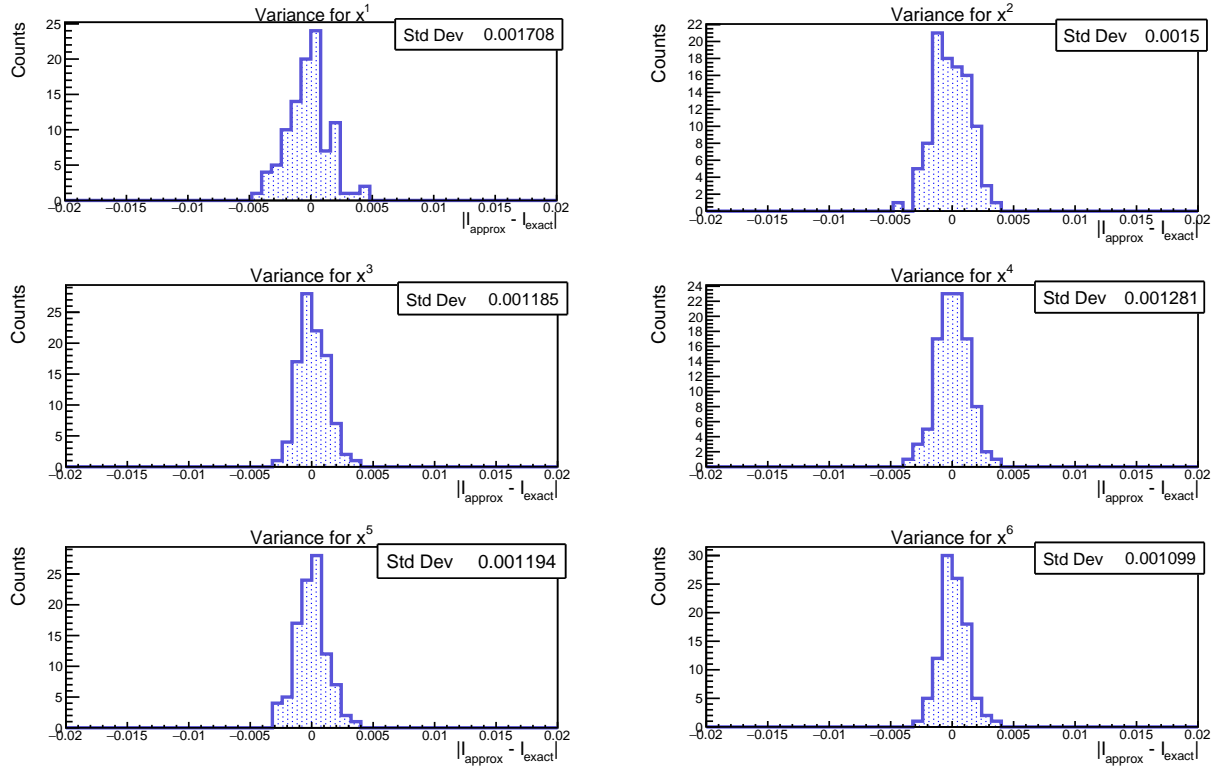 Variance for x^1
Std Dev 0.001708
Counts
25
20
15
10
5
0
−0.02 −0.015 −0.01 −0.005 0 0.005 0.01 0.015 0.02
||I_approx - I_exact|
Variance for x^2
Std Dev 0.0015
Counts
22
20
18
16
14
12
10
8
6
4
2
0
−0.02 −0.015 −0.01 −0.005 0 0.005 0.01 0.015 0.02
||I_approx - I_exact|
Variance for x^3
Std Dev 0.001185
Counts
25
20
15
10
5
0
−0.02 −0.015 −0.01 −0.005 0 0.005 0.01 0.015 0.02
||I_approx - I_exact|
Variance for x^4
Std Dev 0.001281
Counts
24
22
20
18
16
14
12
10
8
6
4
2
0
−0.02 −0.015 −0.01 −0.005 0 0.005 0.01 0.015 0.02
||I_approx - I_exact|
Variance for x^5
Std Dev 0.001194
Counts
25
20
15
10
5
0
−0.02 −0.015 −0.01 −0.005 0 0.005 0.01 0.015 0.02
||I_approx - I_exact|
Variance for x^6
Std Dev 0.001099
Counts
30
25
20
15
10
5
0
−0.02 −0.015 −0.01 −0.005 0 0.005 0.01 0.015 0.02
||I_approx - I_exact|